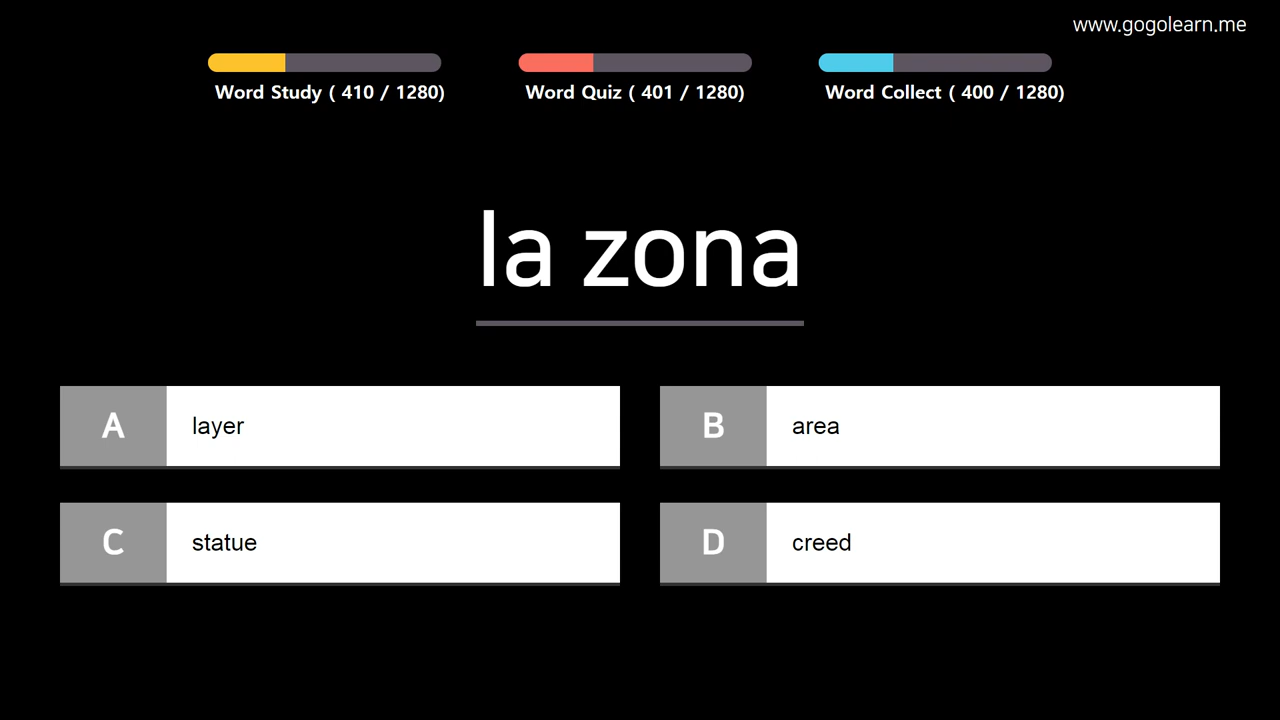 www.gogolearn.me
Word Study ( 410 / 1280)
Word Quiz ( 401 / 1280)
Word Collect ( 400 / 1280)
la zona
A layer
B area
C statue
D creed